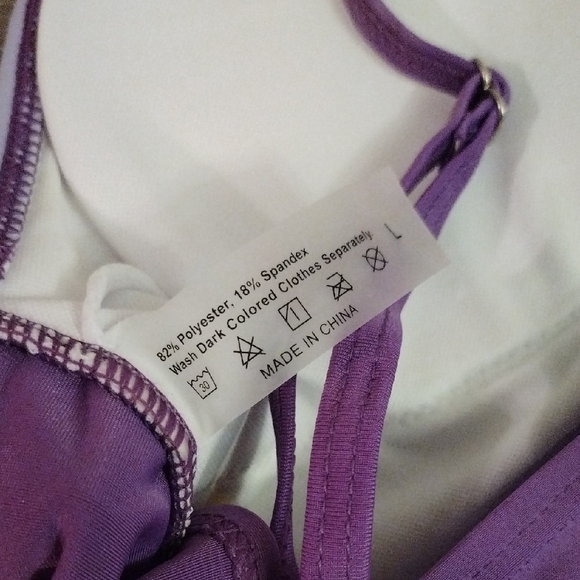 82% Polyester, 18% Spandex
Wash Dark Colored Clothes Separately
L
30
MADE IN CHINA